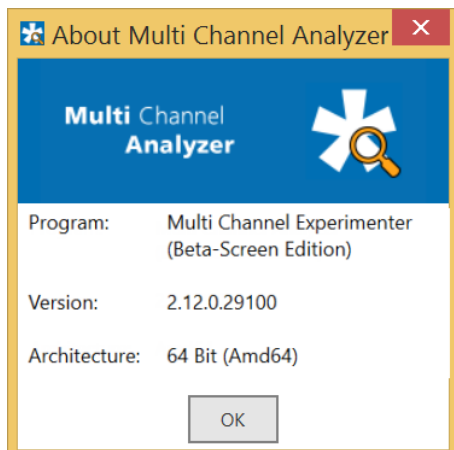 About Multi Channel Analyzer
Multi Channel
Analyzer
Program: Multi Channel Experimenter
(Beta-Screen Edition)
Version: 2.12.0.29100
Architecture: 64 Bit (Amd64)
OK